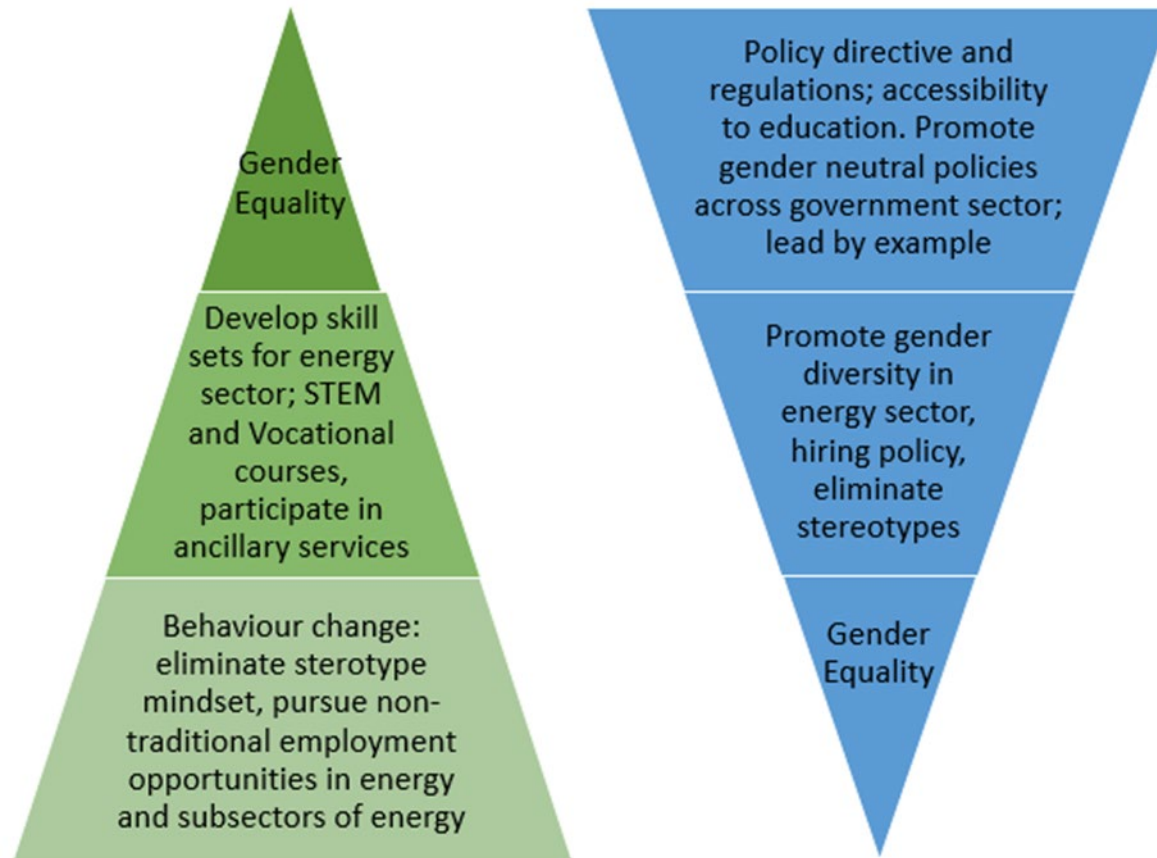 Gender
Equality
Develop skill
sets for energy
sector; STEM
and Vocational
courses,
participate in
ancillary services
Behaviour change:
eliminate sterotype
mindset, pursue non-
traditional employment
opportunities in energy
and subsectors of energy
Policy directive and
regulations; accessibility
to education. Promote
gender neutral policies
across government sector;
lead by example
Promote gender
diversity in
energy sector,
hiring policy,
eliminate
stereotypes
Gender
Equality